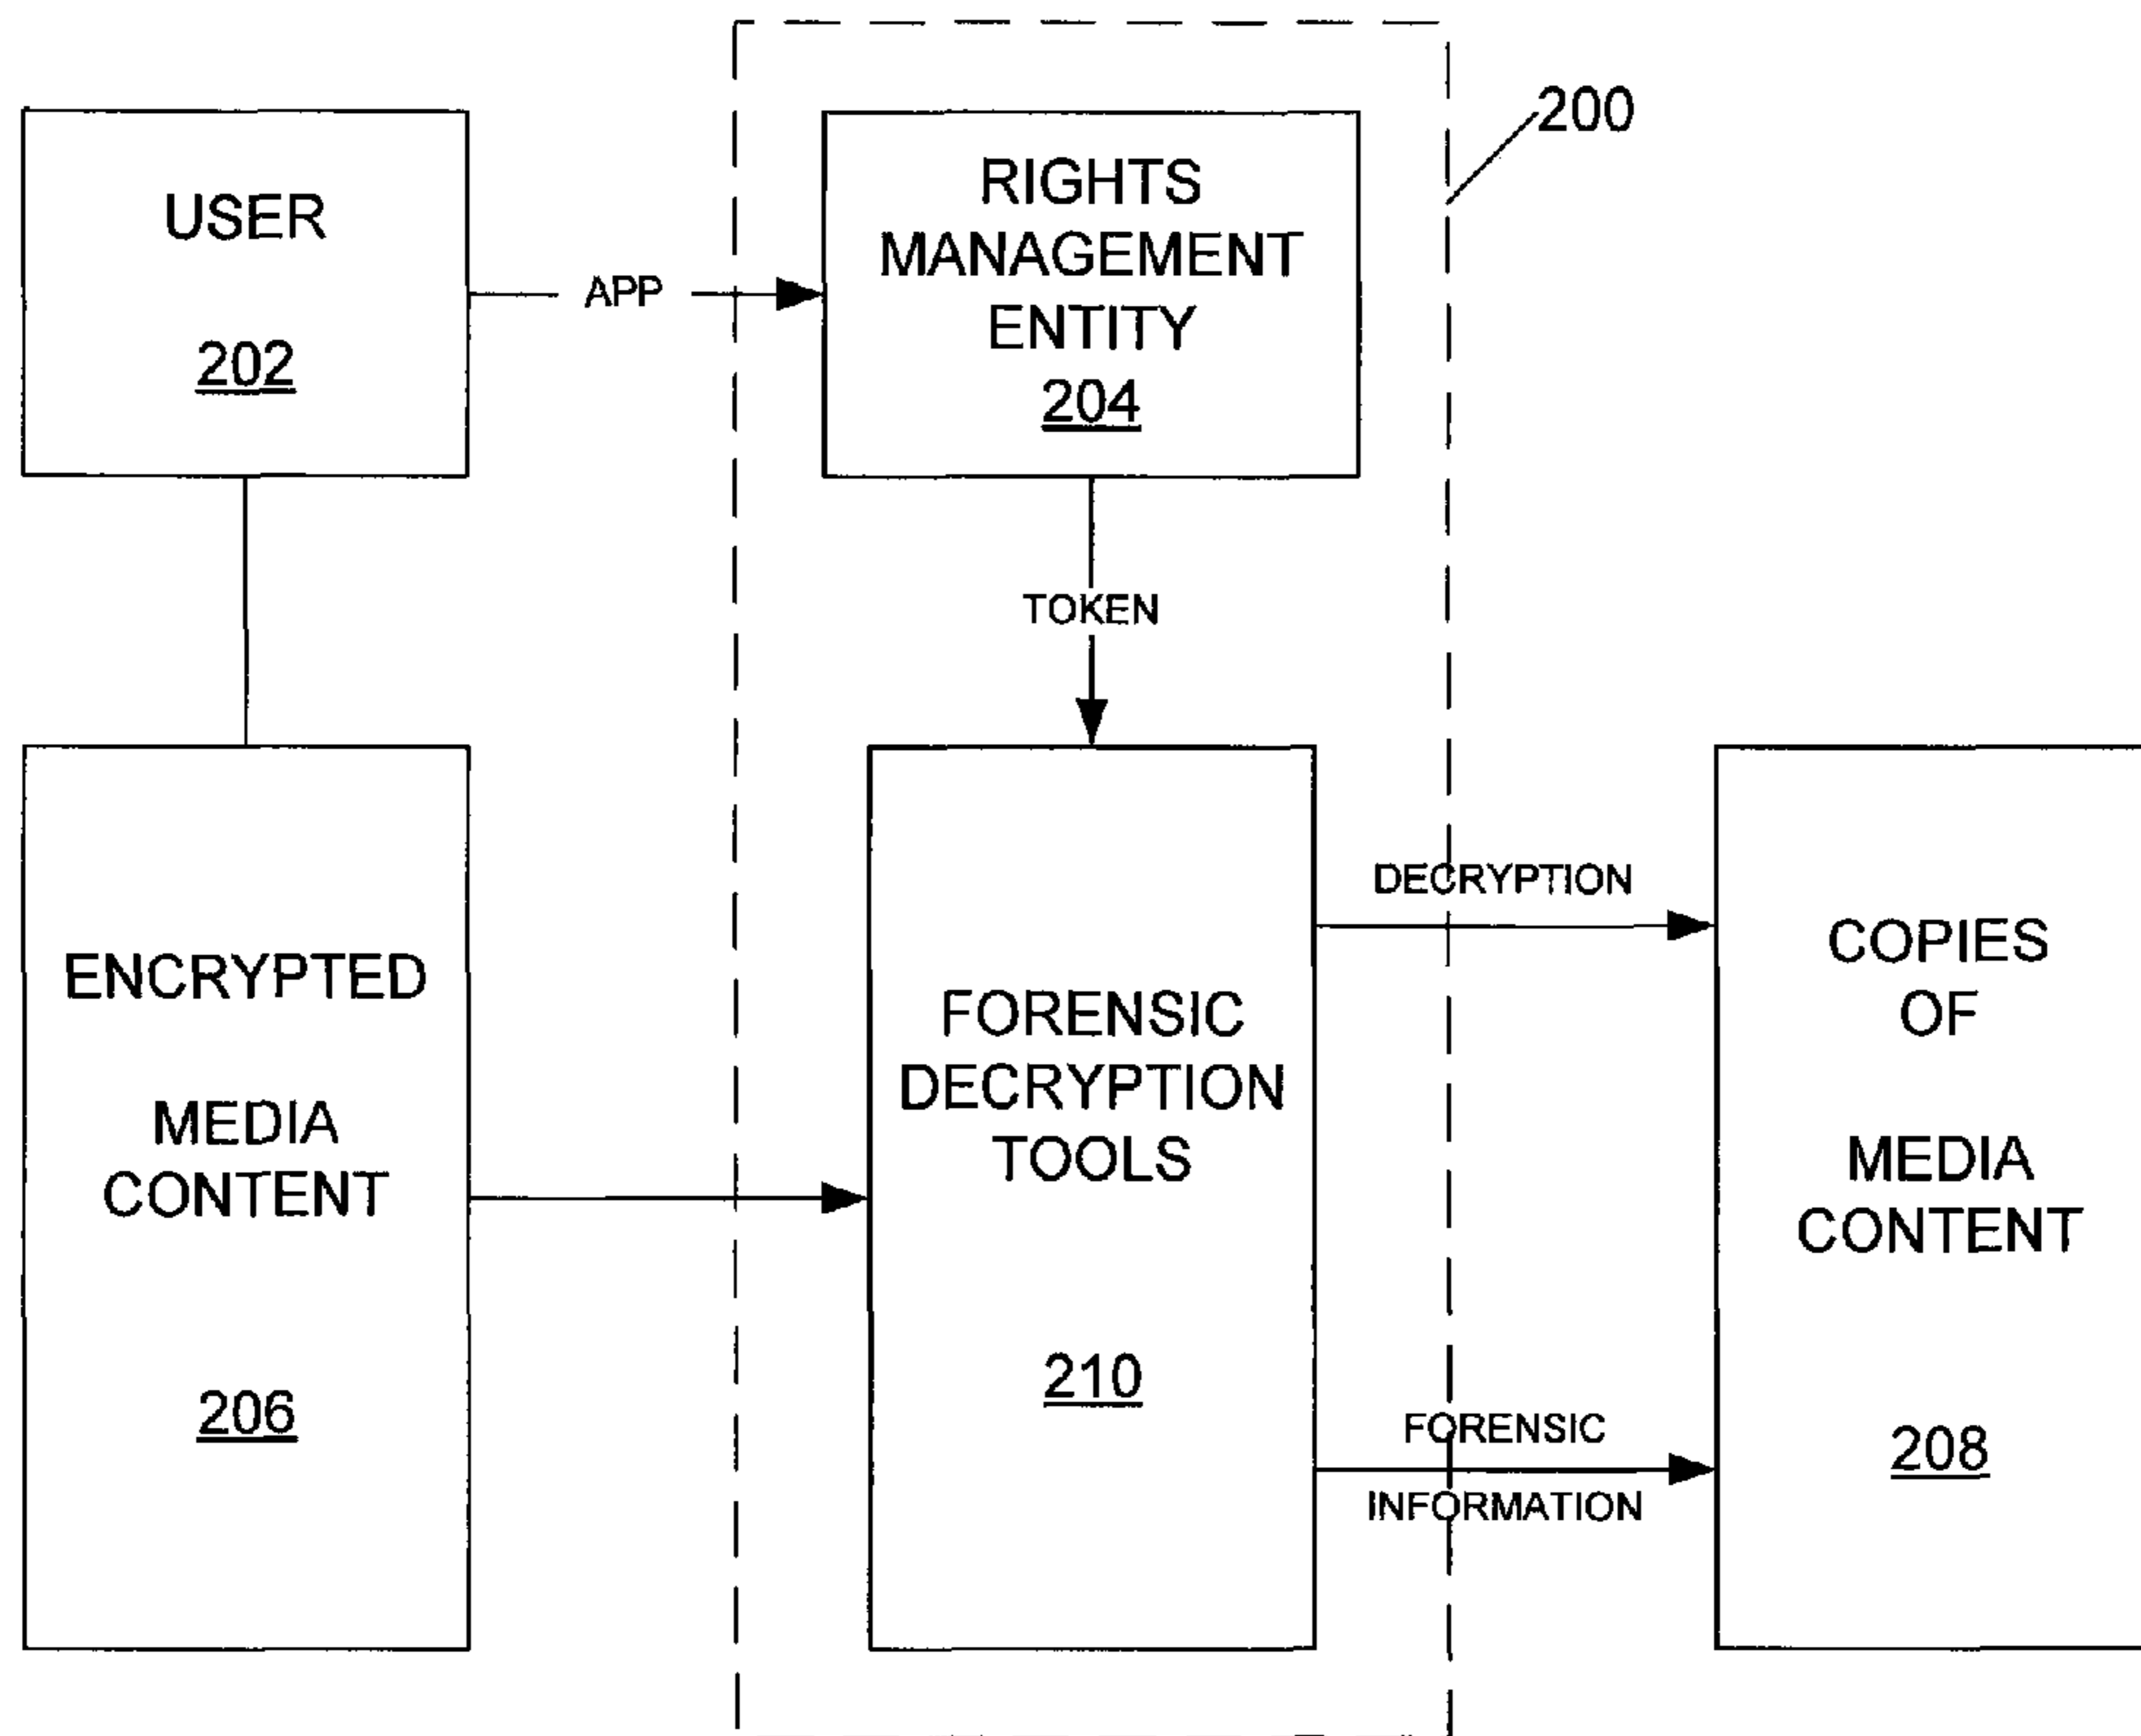 200
USER
202
APP
RIGHTS
MANAGEMENT
ENTITY
204
TOKEN
ENCRYPTED
MEDIA
CONTENT
206
FORENSIC
DECRYPTION
TOOLS
210
DECRYPTION
FORENSIC
INFORMATION
COPIES
OF
MEDIA
CONTENT
208